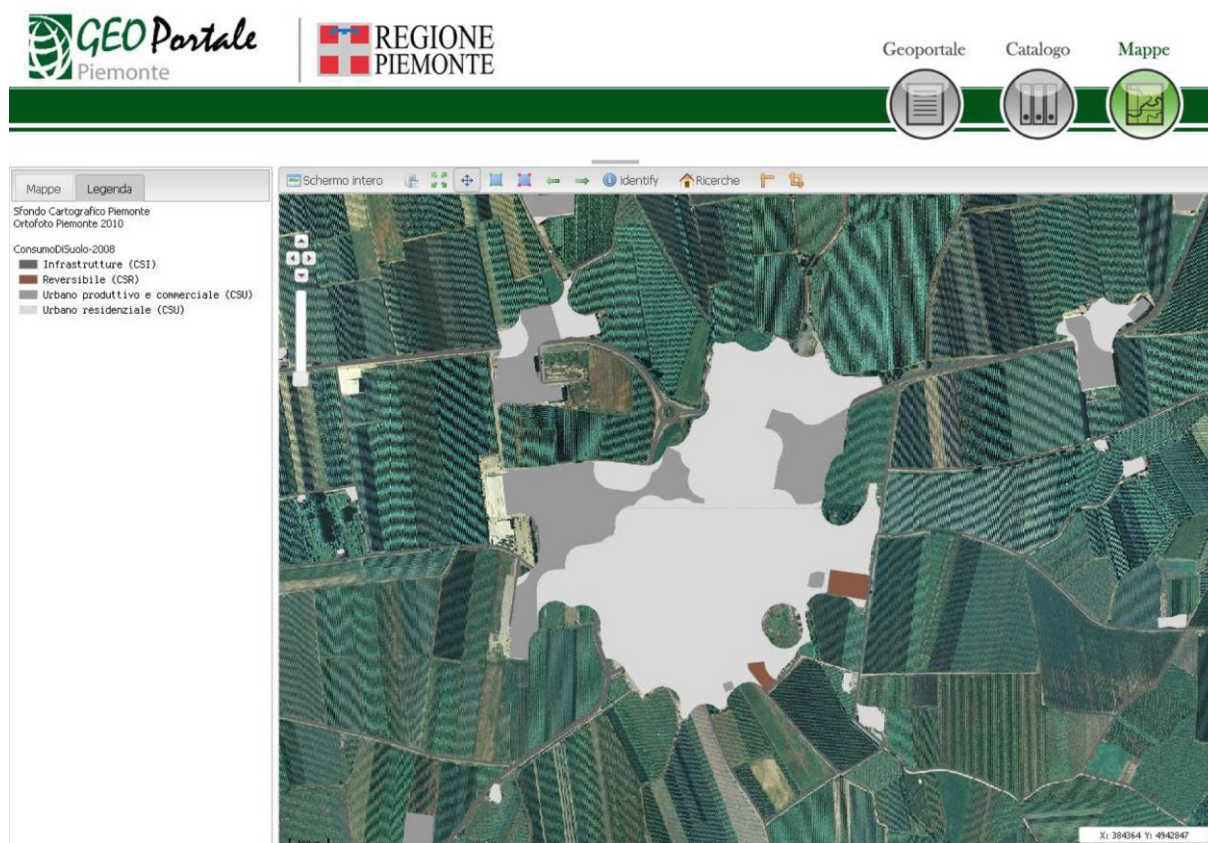 GEO Portale
Piemonte
REGIONE
PIEMONTE
Geoportale
Catalogo
Mappe
Mappe
Legenda
Schermo intero
identify
Ricerche
Sfondo Cartografico Piemonte
Ortofoto Piemonte 2010
ConsumoDiSuolo-2008
Infrastrutture (CSI)
Reversibile (CSR)
Urbano produttivo e commerciale (CSU)
Urbano residenziale (CSU)
X: 384364 Y: 4942847